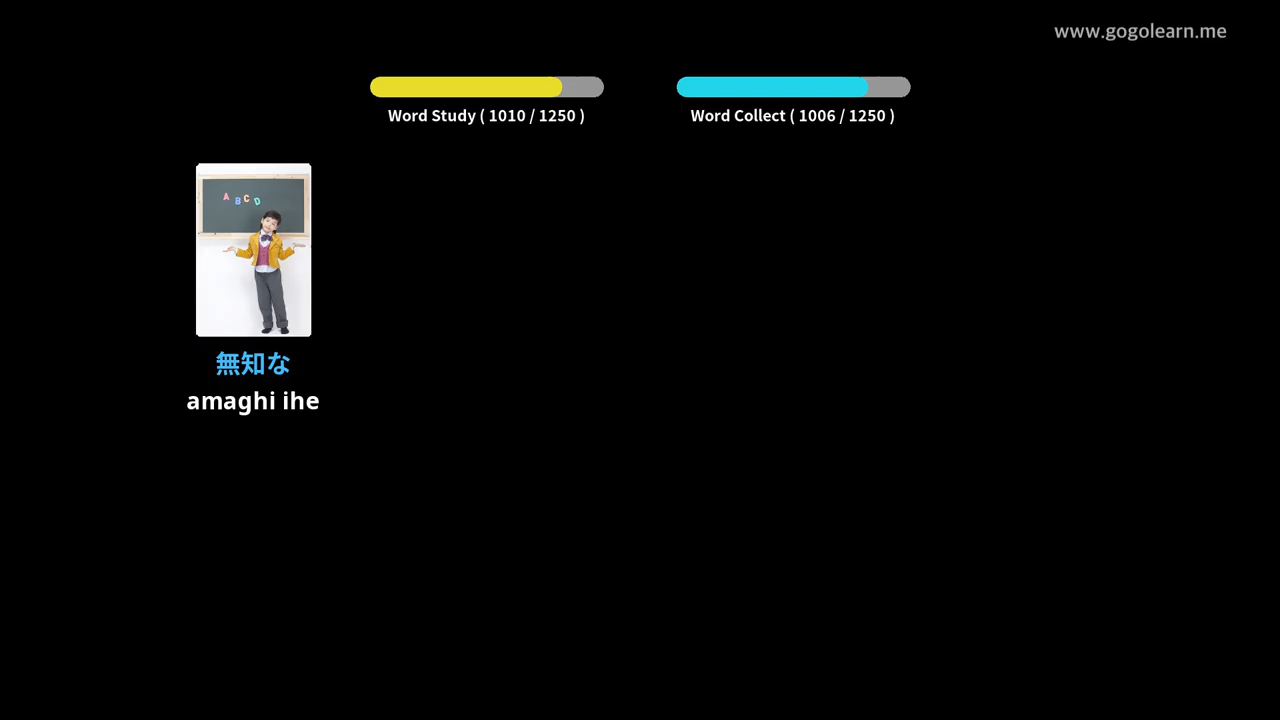 www.gogolearn.me
Word Study ( 1010 / 1250 )
Word Collect ( 1006 / 1250 )
A B C D
無知な
amaghi ihe